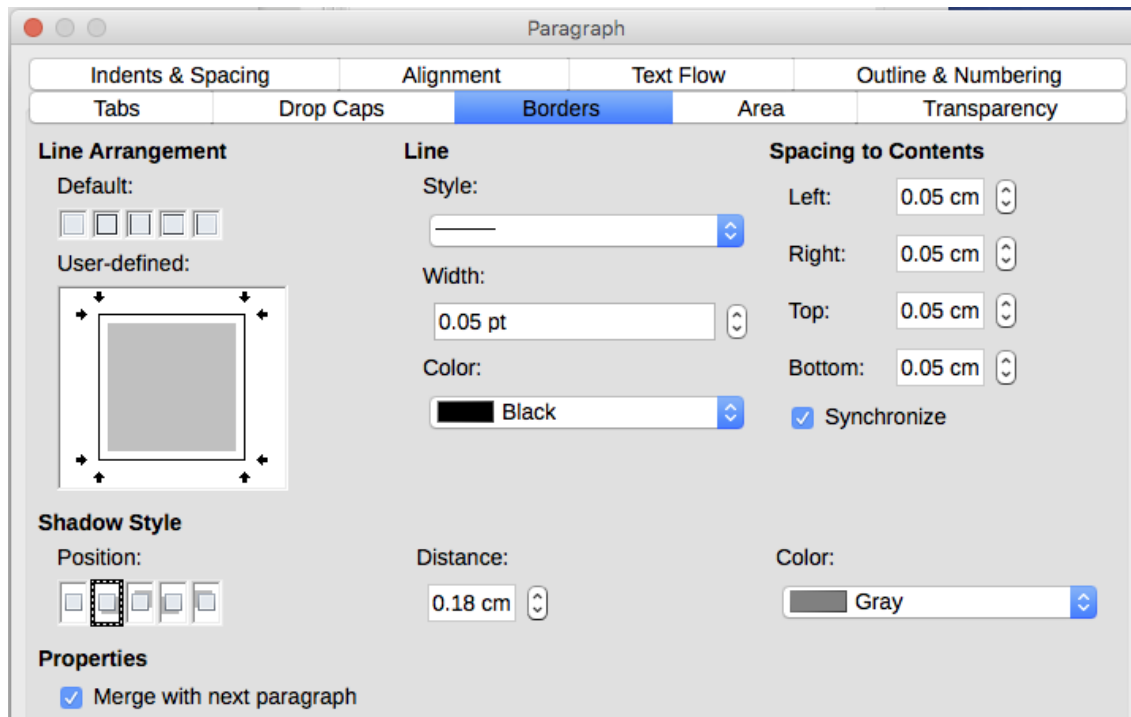 Paragraph
Indents & Spacing Alignment Text Flow Outline & Numbering
Tabs Drop Caps Borders Area Transparency
Line Arrangement
Default:
User-defined:
Line
Style:
Width:
0.05 pt
Color:
Black
Spacing to Contents
Left: 0.05 cm
Right: 0.05 cm
Top: 0.05 cm
Bottom: 0.05 cm
Synchronize
Shadow Style
Position:
Distance:
0.18 cm
Color:
Gray
Properties
Merge with next paragraph